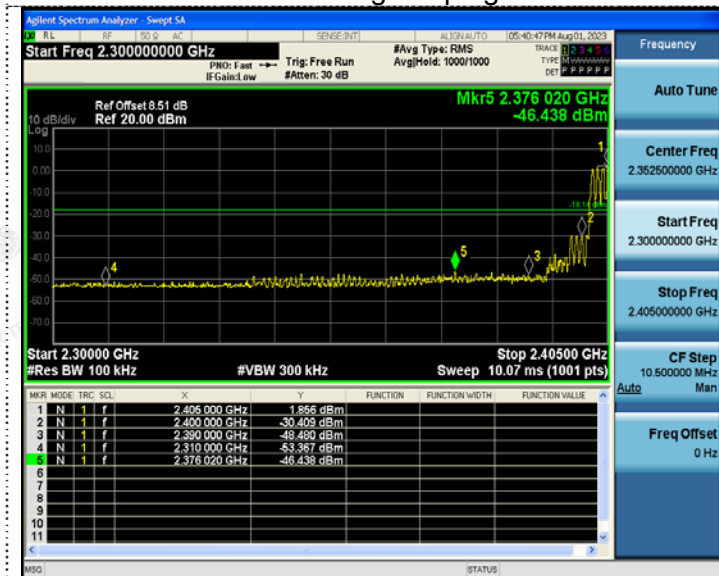 Agilent Spectrum Analyzer - Swept SA
RL RF 50 Ω AC SENSE:INT ALIGN AUTO 05:40:47 PM Aug 01, 2023
Start Freq 2.300000000 GHz
PNO: Fast
IFGain:Low
Trig: Free Run
#Atten: 30 dB
#Avg Type: RMS
Avg|Hold: 1000/1000
TRACE 1 2 3 4 5 6
TYPE M
DET P P P P P P
Frequency
Auto Tune
Center Freq
2.352500000 GHz
Start Freq
2.300000000 GHz
Stop Freq
2.405000000 GHz
CF Step
10.500000 MHz
Auto Man
Freq Offset
0 Hz
Mkr5 2.376 020 GHz
-46.438 dBm
Ref Offset 8.51 dB
10 dB/div Ref 20.00 dBm
Log
10.0
0.00
-10.0
-20.0
-30.0
-40.0
-50.0
-60.0
-70.0
1
-18.14 dBm
2
3
4
5
Start 2.30000 GHz Stop 2.40500 GHz
#Res BW 100 kHz #VBW 300 kHz Sweep 10.07 ms (1001 pts)
MKR MODE TRC SCL X Y FUNCTION FUNCTION WIDTH FUNCTION VALUE
1 N 1 f 2.405 000 GHz 1.856 dBm
2 N 1 f 2.400 000 GHz -30.409 dBm
3 N 1 f 2.390 000 GHz -48.480 dBm
4 N 1 f 2.310 000 GHz -53.367 dBm
5 N 1 f 2.376 020 GHz -46.438 dBm
6
7
8
9
10
11
MSG STATUS